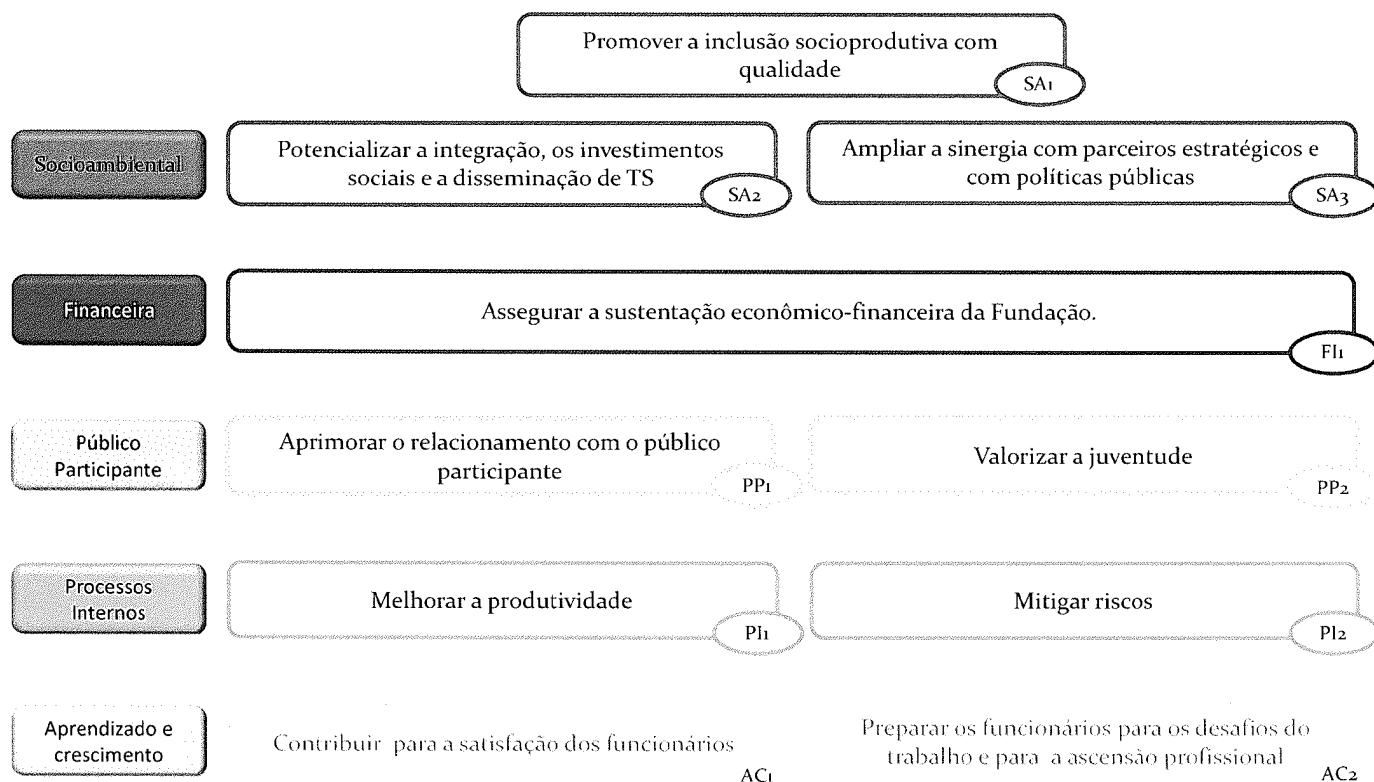 Promover a inclusão socioprodutiva com
qualidade
SA1
Socioambiental
Potencializar a integração, os investimentos
sociais e a disseminação de TS
SA2
Ampliar a sinergia com parceiros estratégicos e
com políticas públicas
SA3
Financeira
Assegurar a sustentação econômico-financeira da Fundação.
FI1
Público
Participante
Aprimorar o relacionamento com o público
participante
PP1
Valorizar a juventude
PP2
Processos
Internos
Melhorar a produtividade
PI1
Mitigar riscos
PI2
Aprendizado e
crescimento
Contribuir para a satisfação dos funcionários
AC1
Preparar os funcionários para os desafios do
trabalho e para a ascensão profissional
AC2